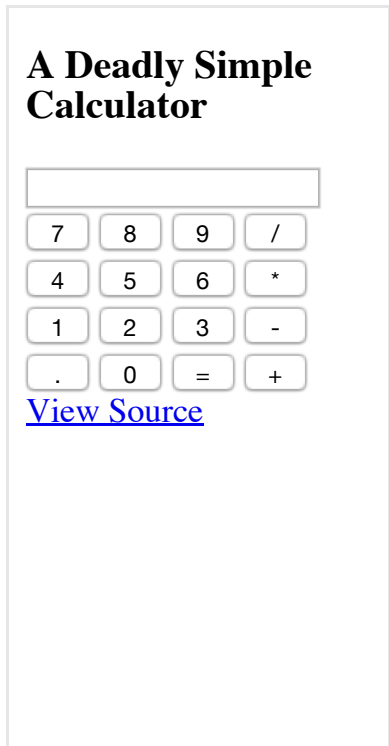 A Deadly Simple
Calculator
7 8 9 /
4 5 6 *
1 2 3 -
. 0 = +
View Source